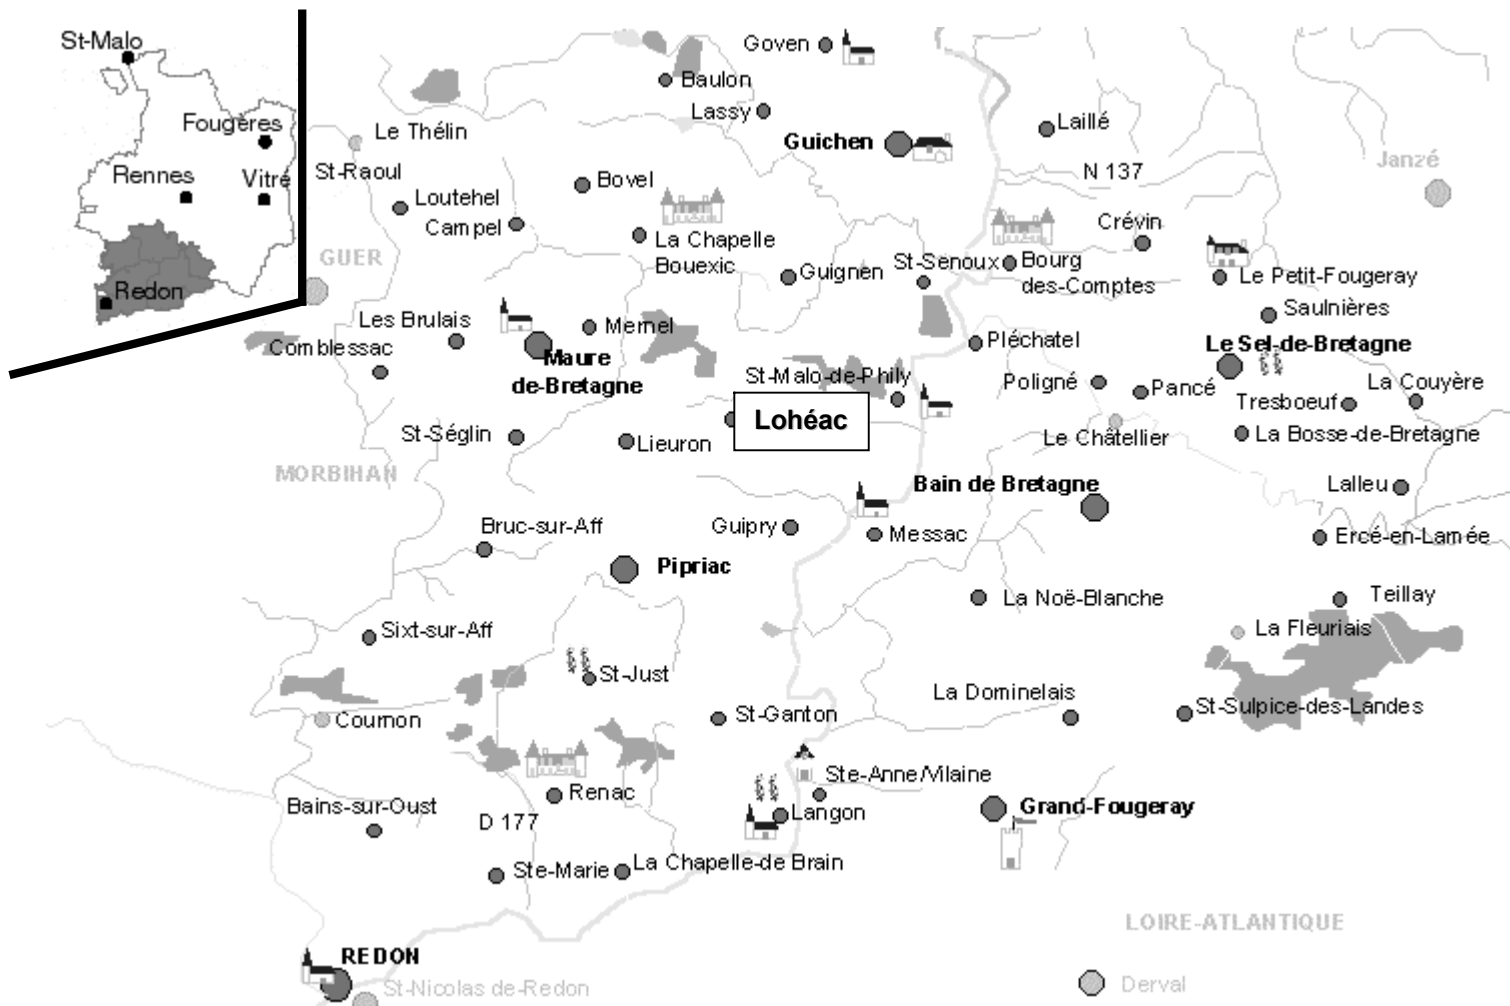 St-Malo
Fougères
Rennes
Vitré
Redon
Goven
Baulon
Lassy
Guichen
Laillé
N 137
Janzé
Le Thélin
St-Raoul
Loutehel
Campel
Bovel
La Chapelle
Bouexic
Guignen
St-Senoux
Bourg
des-Comptes
Crévin
Le Petit-Fougeray
Saulnières
GUER
Les Brulais
Comblessac
Mernel
Maure
de-Bretagne
Pléchatel
Le Sel-de-Bretagne
St-Malo-de-Phily
Poligné
Pancé
La Couyère
Tresboeuf
Lohéac
St-Séglin
Lieuron
Le Châtellier
La Bosse-de-Bretagne
MORBIHAN
Bain de Bretagne
Lalleu
Bruc-sur-Aff
Guipry
Messac
Ercé-en-Lamée
Pipriac
La Noë-Blanche
Teillay
Sixt-sur-Aff
La Fleuriais
St-Just
La Dominelais
Cournon
St-Ganton
St-Sulpice-des-Landes
Ste-Anne/Vilaine
Bains-sur-Oust
Renac
D 177
Langon
Grand-Fougeray
Ste-Marie
La Chapelle-de Brain
LOIRE-ATLANTIQUE
REDON
St-Nicolas de-Redon
Derval